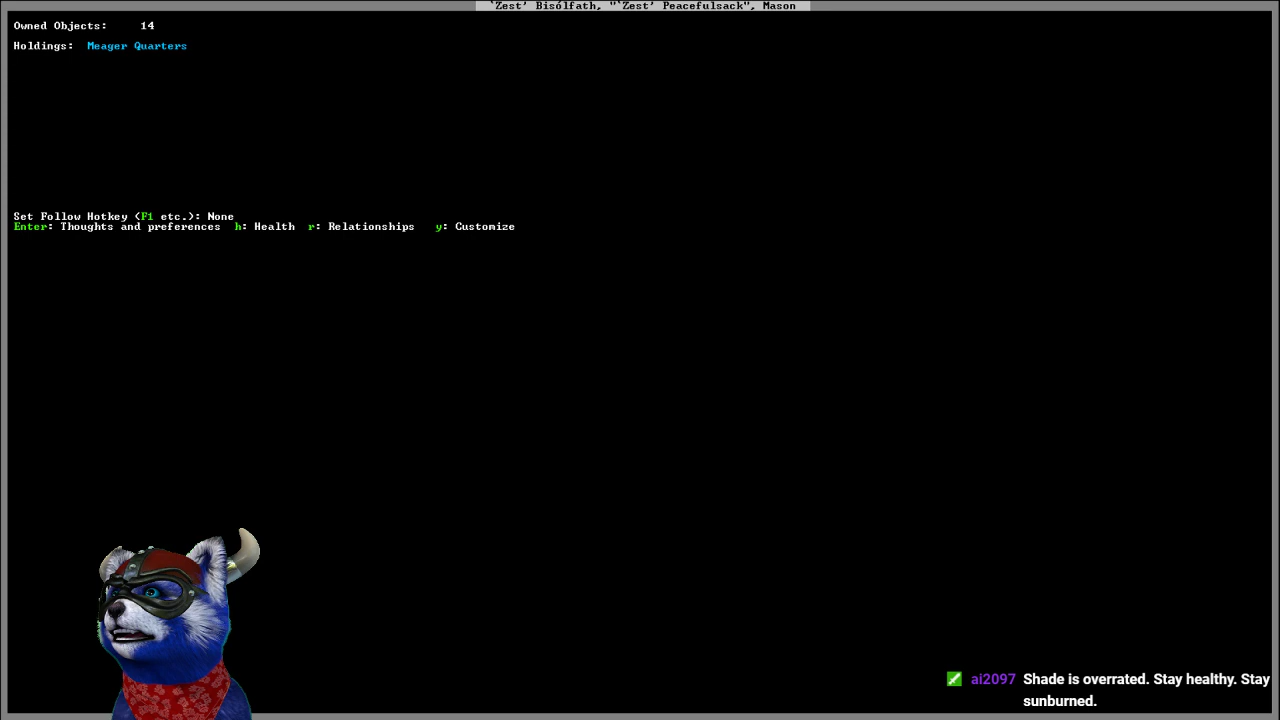 `Zest' Bisólfath, "`Zest' Peacefulsack", Mason
Owned Objects: 14
Holdings: Meager Quarters
Set Follow Hotkey (F1 etc.): None
Enter: Thoughts and preferences h: Health r: Relationships y: Customize
ai2097 Shade is overrated. Stay healthy. Stay
sunburned.